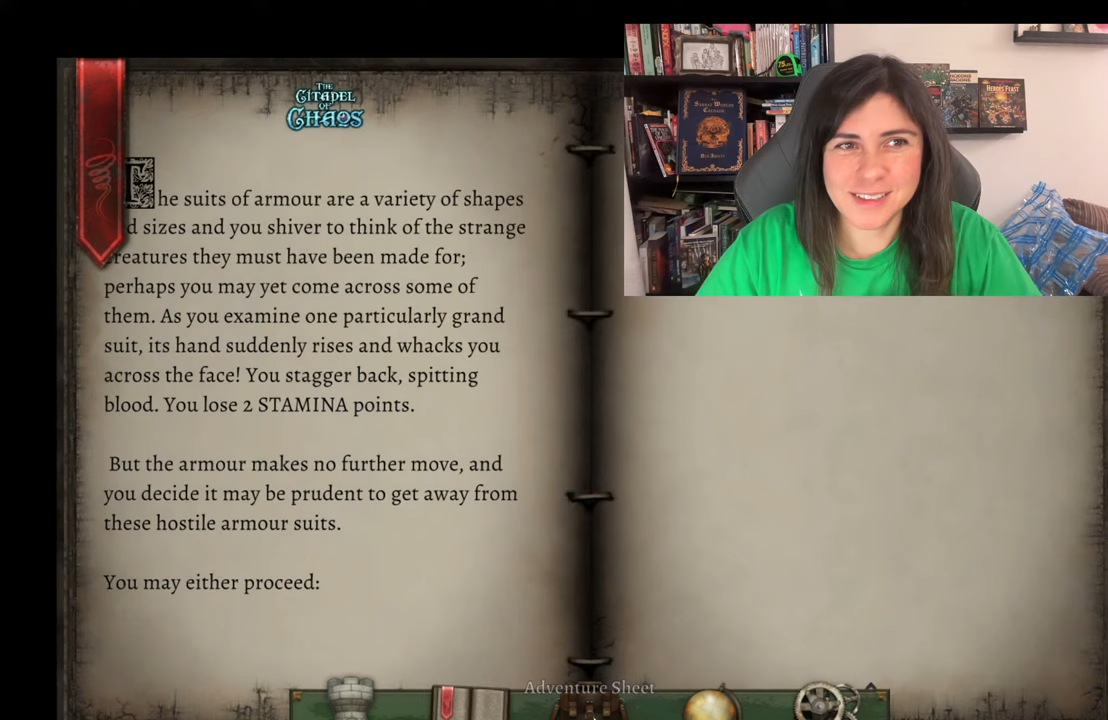 THE
CITADEL
OF
CHAOS
he suits of armour are a variety of shapes
d sizes and you shiver to think of the strange
creatures they must have been made for;
perhaps you may yet come across some of
them. As you examine one particularly grand
suit, its hand suddenly rises and whacks you
across the face! You stagger back, spitting
blood. You lose 2 STAMINA points.
But the armour makes no further move, and
you decide it may be prudent to get away from
these hostile armour suits.
You may either proceed:
Adventure Sheet
HEROES' FEAST